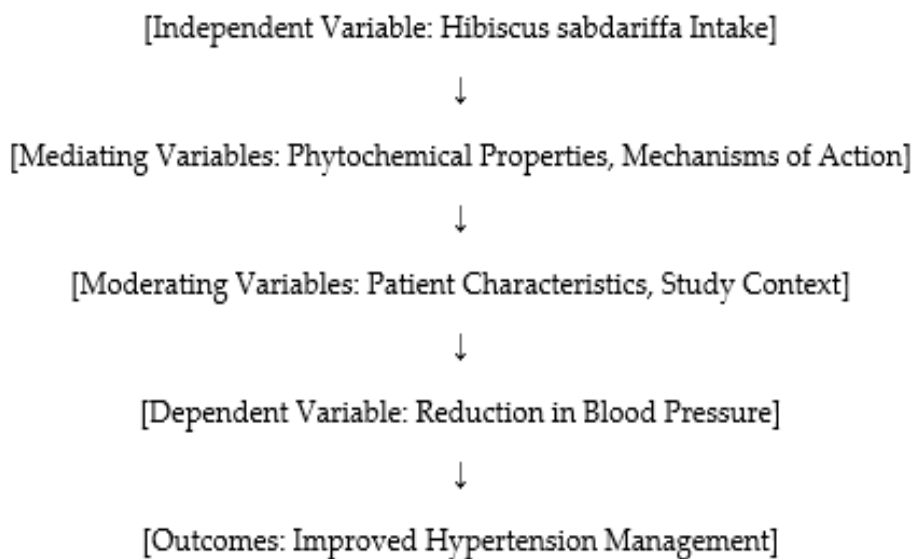 [Independent Variable: Hibiscus sabdariffa Intake]
↓
[Mediating Variables: Phytochemical Properties, Mechanisms of Action]
↓
[Moderating Variables: Patient Characteristics, Study Context]
↓
[Dependent Variable: Reduction in Blood Pressure]
↓
[Outcomes: Improved Hypertension Management]